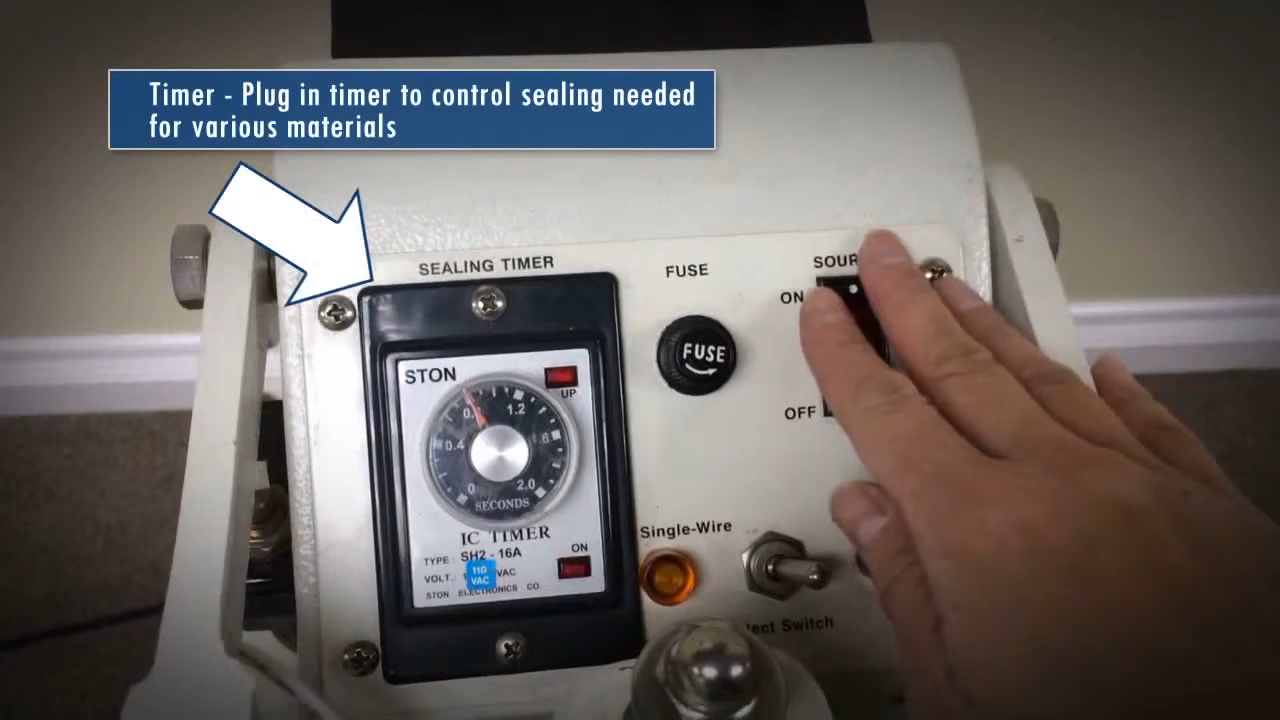 Timer - Plug in timer to control sealing needed
for various materials
SEALING TIMER
FUSE
ON
OFF
FUSE
STON
UP
0.4
1.2
2.0
0
SECONDS
IC TIMER
TYPE : SH2 - 16A
ON
VOLT.: VAC
110
VAC
STON ELECTRONICS CO.
Single-Wire
Switch